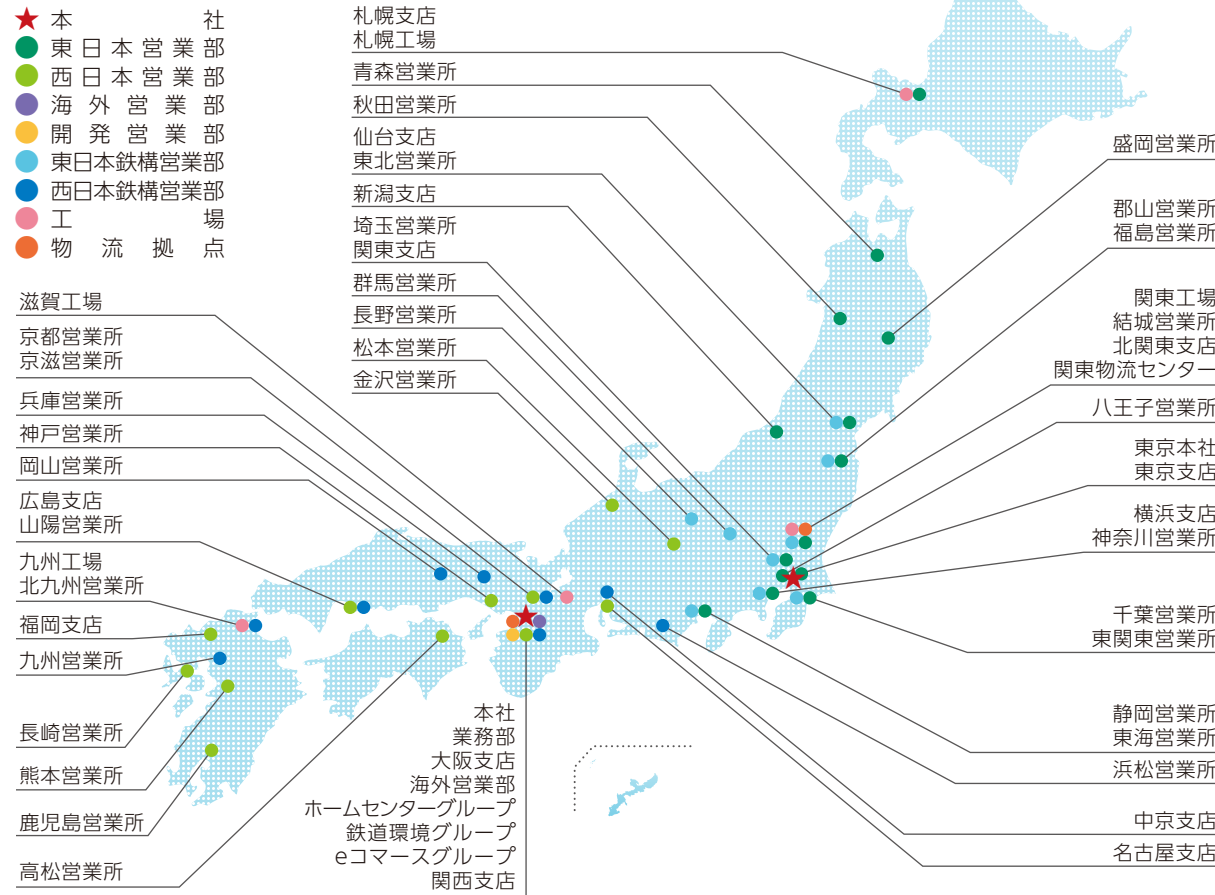 本社
東日本営業部
西日本営業部
海外営業部
開発営業部
東日本鉄構営業部
西日本鉄構営業部
工場
物流拠点
滋賀工場
京都営業所
京滋営業所
兵庫営業所
神戸営業所
岡山営業所
広島支店
山陽営業所
九州工場
北九州営業所
福岡支店
九州営業所
長崎営業所
熊本営業所
鹿児島営業所
高松営業所
札幌支店
札幌工場
青森営業所
秋田営業所
仙台支店
東北営業所
新潟支店
埼玉営業所
関東支店
群馬営業所
長野営業所
松本営業所
金沢営業所
本社
業務部
大阪支店
海外営業部
ホームセンターグループ
鉄道環境グループ
eコマースグループ
関西支店
盛岡営業所
郡山営業所
福島営業所
関東工場
結城営業所
北関東支店
関東物流センター
八王子営業所
東京本社
東京支店
横浜支店
神奈川営業所
千葉営業所
東関東営業所
静岡営業所
東海営業所
浜松営業所
中京支店
名古屋支店